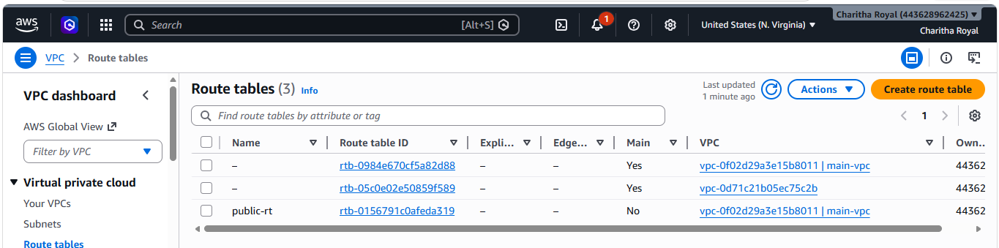 aws
Search [Alt+S]
1
United States (N. Virginia)
Charitha Royal (443628962425)
Charitha Royal
VPC Route tables
VPC dashboard
AWS Global View
Filter by VPC
Virtual private cloud
Your VPCs
Subnets
Route tables
Route tables (3) Info
Last updated
1 minute ago
Actions
Create route table
Find route tables by attribute or tag
1
Name Route table ID Expli... Edge... Main VPC Own...
– rtb-0984e670cf5a82d88 – – Yes vpc-0f02d29a3e15b8011 | main-vpc 44362
– rtb-05c0e02e50859f589 – – Yes vpc-0d71c21b05ec75c2b 44362
public-rt rtb-0156791c0afeda319 – – No vpc-0f02d29a3e15b8011 | main-vpc 44362